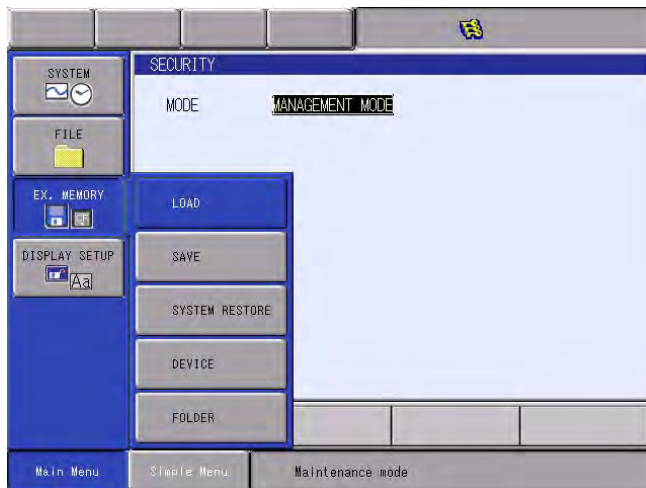 SECURITY
MODE MANAGEMENT MODE
SYSTEM
FILE
EX. MEMORY
DISPLAY SETUP
Aa
LOAD
SAVE
SYSTEM RESTORE
DEVICE
FOLDER
Main Menu
Simple Menu
Maintenance mode